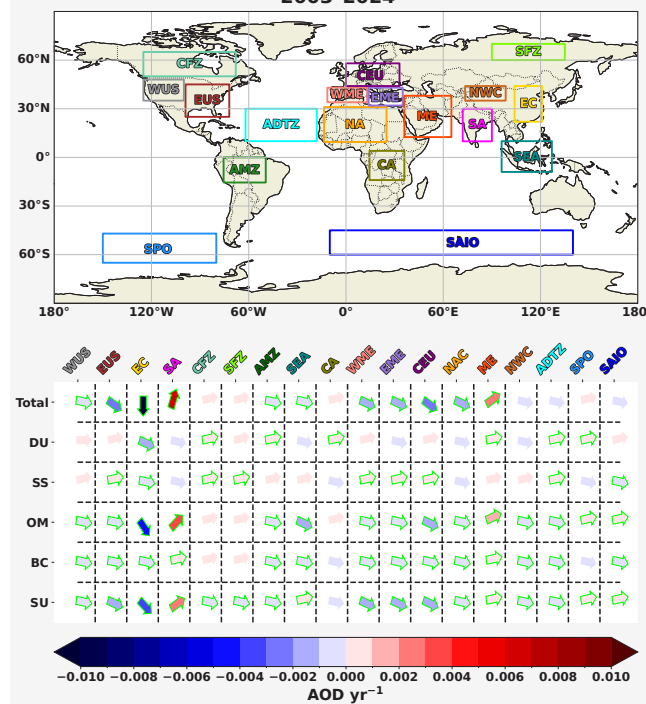 2003-2024
60°N
30°N
0°
30°S
60°S
CFZ
SFZ
CEU
WUS
EUS
WME
EME
NWC
EC
ADTZ
NA
ME
SA
AMZ
CA
SEA
SPO
SAIO
180°
120°W
60°W
0°
60°E
120°E
180
WUS EUS EC SA CFZ SFZ AMZ SEA CA WME EME CEU NAC ME NWC ADTZ SPO SAIO
Total
DU
SS
OM
BC
SU
−0.010 −0.008 −0.006 −0.004 −0.002 0.000 0.002 0.004 0.006 0.008 0.010
AOD yr⁻¹